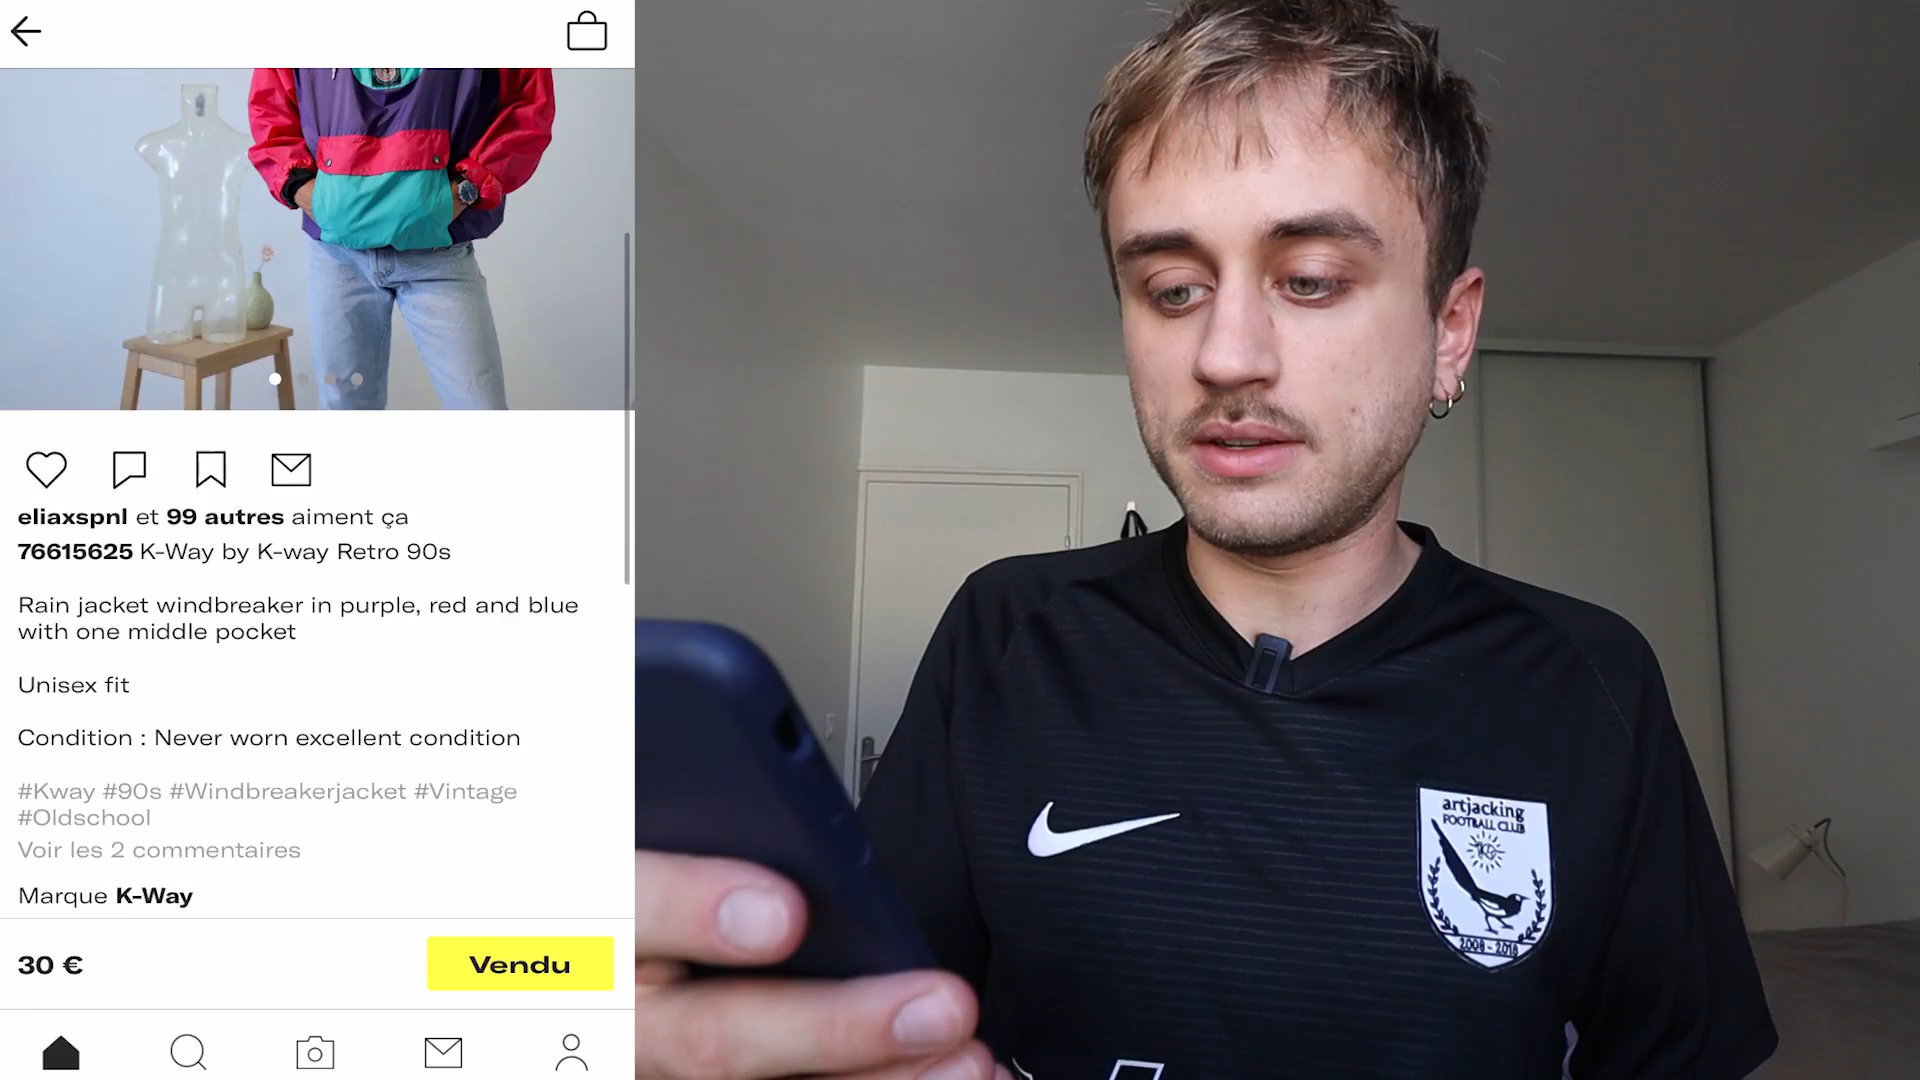 eliaxspnl et 99 autres aiment ça
76615625 K-Way by K-way Retro 90s
Rain jacket windbreaker in purple, red and blue
with one middle pocket
Unisex fit
Condition : Never worn excellent condition
#Kway #90s #Windbreakerjacket #Vintage
#Oldschool
Voir les 2 commentaires
Marque K-Way
30 €
Vendu
artjacking
FOOTBALL CLUB
2008 - 2018